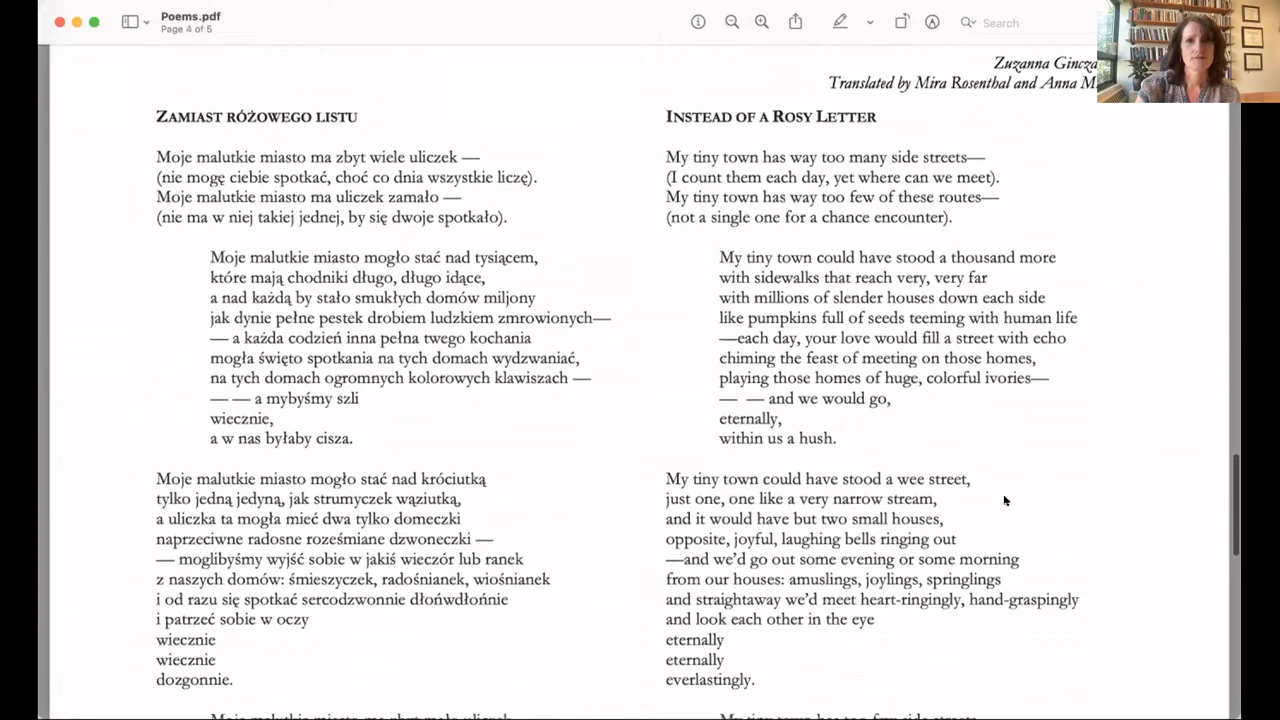 Poems.pdf
Page 4 of 5
Search
Zuzanna
Translated by Mira Rosenthal and Anna
ZAMIAST RÓŻOWEGO LISTU
Moje malutkie miasto ma zbyt wiele uliczek —
(nie mogę ciebie spotkać, choć co dnia wszystkie liczę).
Moje malutkie miasto ma uliczek zamało —
(nie ma w niej takiej jednej, by się dwoje spotkało).
Moje malutkie miasto mogło stać nad tysiącem,
które mają chodniki długo, długo idące,
a nad każdą by stało smukłych domów miljony
jak dynie pełne pestek drobiem ludzkiem zmrowionych—
— a każda codzień inna pełna twego kochania
mogła święto spotkania na tych domach wydzwaniać,
na tych domach ogromnych kolorowych klawiszach —
— — a mybyśmy szli
wiecznie,
a w nas byłaby cisza.
Moje malutkie miasto mogło stać nad króciutką
tylko jedną jedyną, jak strumyczek wąziutką,
a uliczka ta mogła mieć dwa tylko domeczki
naprzeciwne radosne roześmiane dzwoneczki —
— moglibyśmy wyjść sobie w jakiś wieczór lub ranek
z naszych domów: śmieszyczek, radośnianek, wiośnianek
i od razu się spotkać sercodzwonnie dłońwdłońnie
i patrzeć sobie w oczy
wiecznie
wiecznie
dozgonnie.
INSTEAD OF A ROSY LETTER
My tiny town has way too many side streets—
(I count them each day, yet where can we meet).
My tiny town has way too few of these routes—
(not a single one for a chance encounter).
My tiny town could have stood a thousand more
with sidewalks that reach very, very far
with millions of slender houses down each side
like pumpkins full of seeds teeming with human life
—each day, your love would fill a street with echo
chiming the feast of meeting on those homes,
playing those homes of huge, colorful ivories—
— — and we would go,
eternally,
within us a hush.
My tiny town could have stood a wee street,
just one, one like a very narrow stream,
and it would have but two small houses,
opposite, joyful, laughing bells ringing out
—and we'd go out some evening or some morning
from our houses: amuslings, joylings, springlings
and straightaway we'd meet heart-ringingly, hand-graspingly
and look each other in the eye
eternally
eternally
everlastingly.